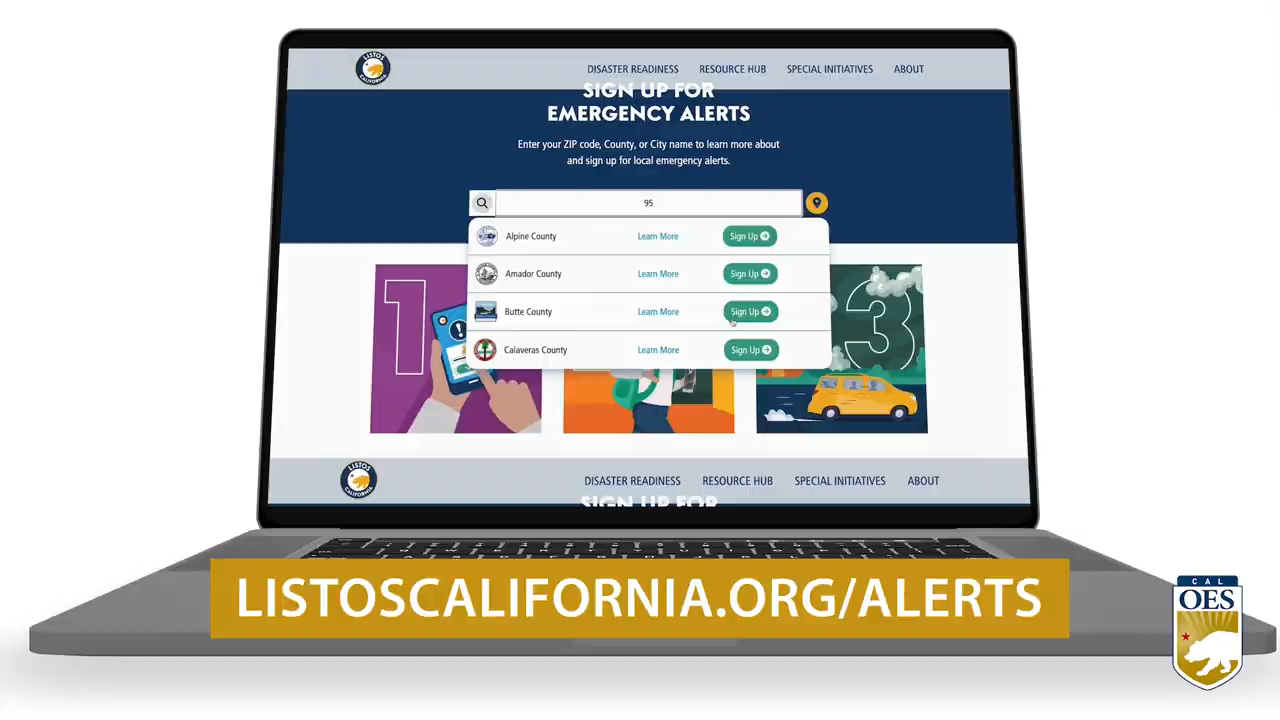 LISTOS
CALIFORNIA
DISASTER READINESS RESOURCE HUB SPECIAL INITIATIVES ABOUT
SIGN UP FOR
EMERGENCY ALERTS
Enter your ZIP code, County, or City name to learn more about
and sign up for local emergency alerts.
95
Alpine County Learn More Sign Up
Amador County Learn More Sign Up
Butte County Learn More Sign Up
Calaveras County Learn More Sign Up
1
3
LISTOS
CALIFORNIA
DISASTER READINESS RESOURCE HUB SPECIAL INITIATIVES ABOUT
SIGN UP FOR
LISTOSCALIFORNIA.ORG/ALERTS
CAL
OES